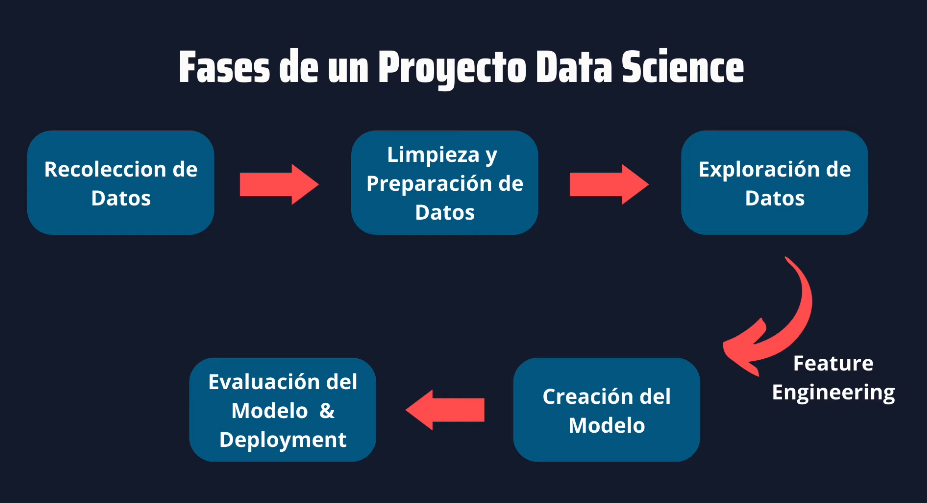 Fases de un Proyecto Data Science
Recoleccion de
Datos
Limpieza y
Preparación de
Datos
Exploración de
Datos
Feature
Engineering
Creación del
Modelo
Evaluación del
Modelo &
Deployment